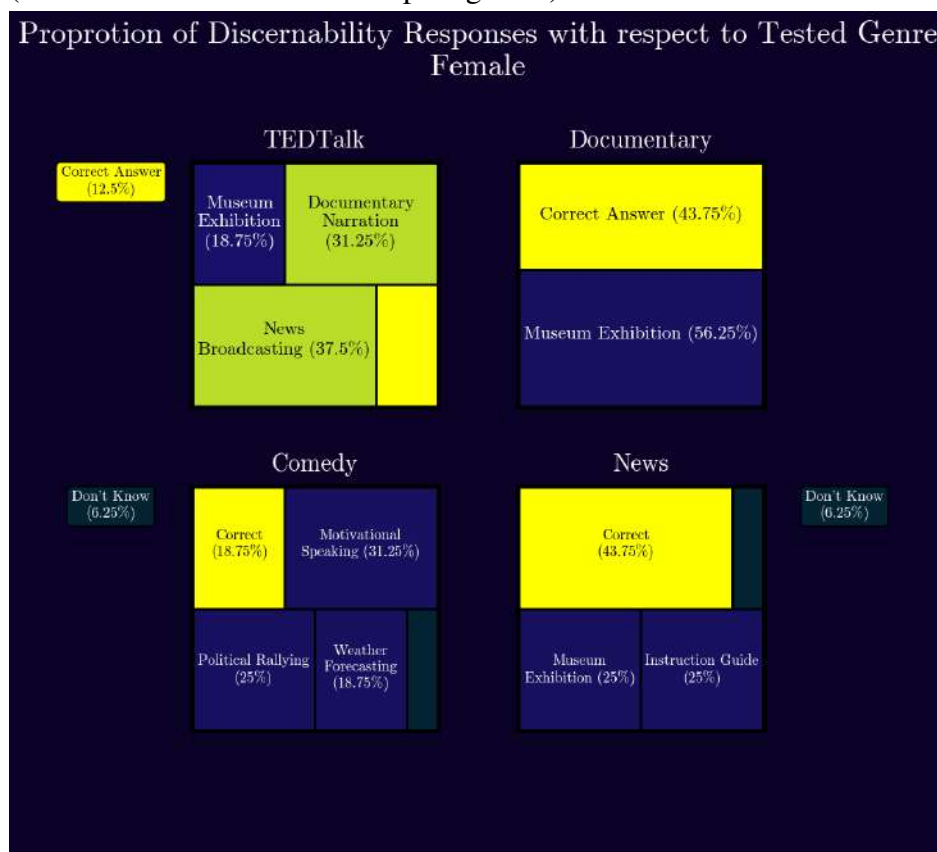 Proprotion of Discernability Responses with respect to Tested Genre
Female
TEDTalk
Documentary
Correct Answer
(12.5%)
Museum
Exhibition
(18.75%)
Documentary
Narration
(31.25%)
News
Broadcasting (37.5%)
Correct Answer (43.75%)
Museum Exhibition (56.25%)
Comedy
News
Don't Know
(6.25%)
Correct
(18.75%)
Motivational
Speaking (31.25%)
Political Rallying
(25%)
Weather
Forecasting
(18.75%)
Correct
(43.75%)
Museum
Exhibition (25%)
Instruction Guide
(25%)
Don't Know
(6.25%)